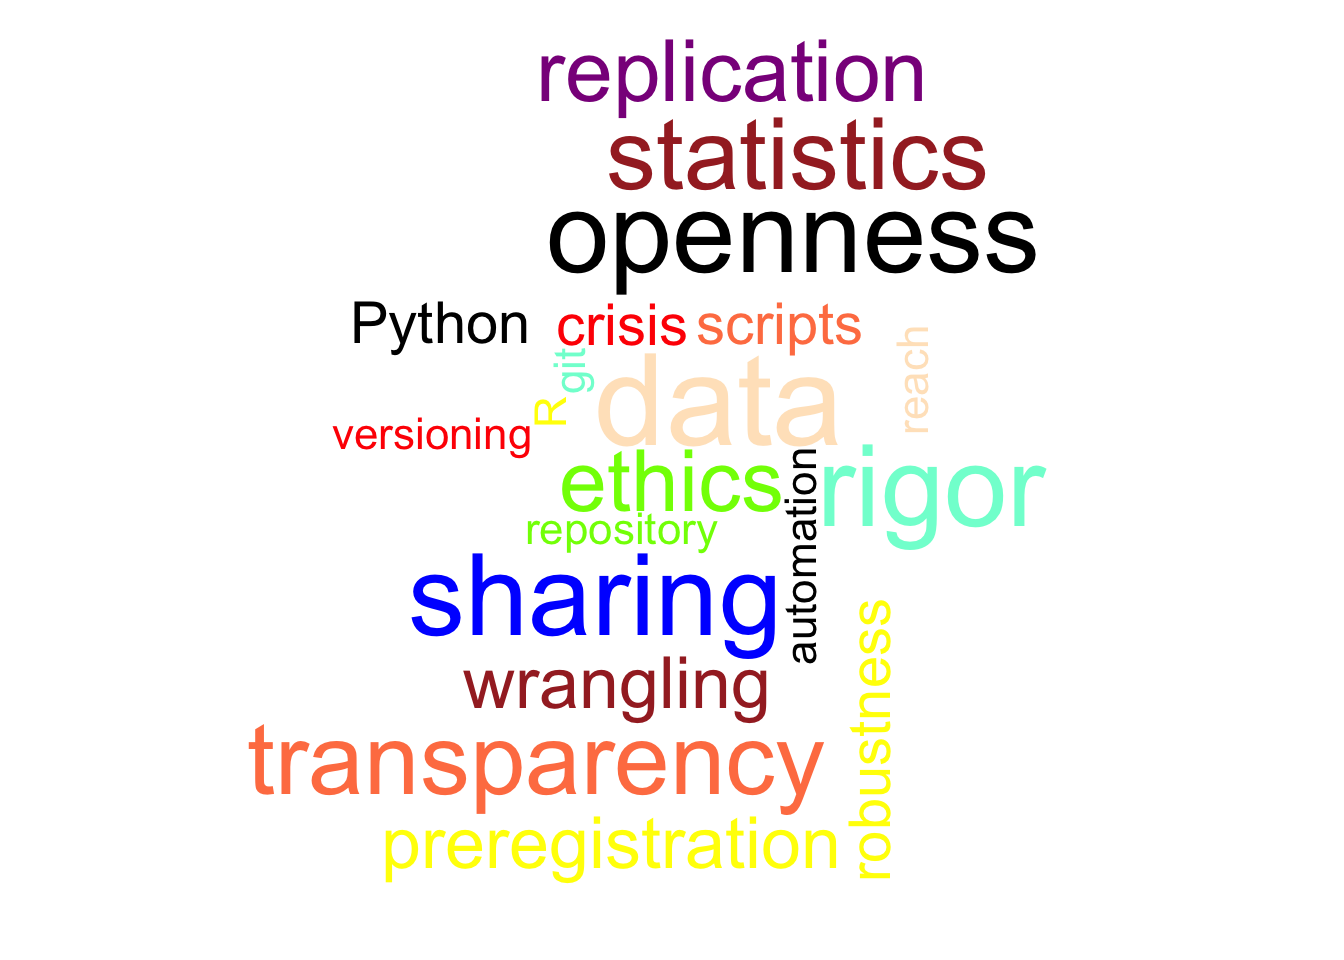 replication
statistics
openness
Python
crisis
scripts
git
reach
data
R
versioning
ethics
rigor
automation
repository
sharing
wrangling
robustness
transparency
preregistration